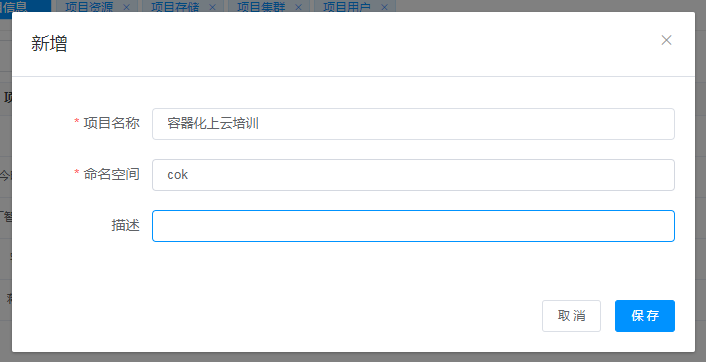 信息
项目资源 ×
项目存储 ×
项目集群 ×
项目用户 ×
新增
* 项目名称 容器化上云培训
* 命名空间 cok
描述
取消 保存